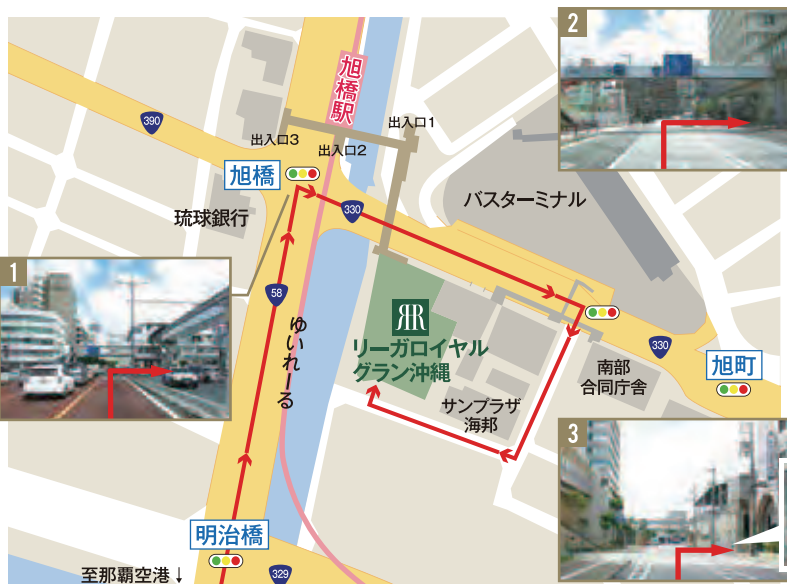 2
旭橋駅
390
出入口3
出入口2
出入口1
旭橋
330
琉球銀行
バスターミナル
1
58
ゆいれーる
RR
リーガロイヤル
グラン沖縄
330
旭町
南部
合同庁舎
サンプラザ
海邦
3
明治橋
至那覇空港↓
329